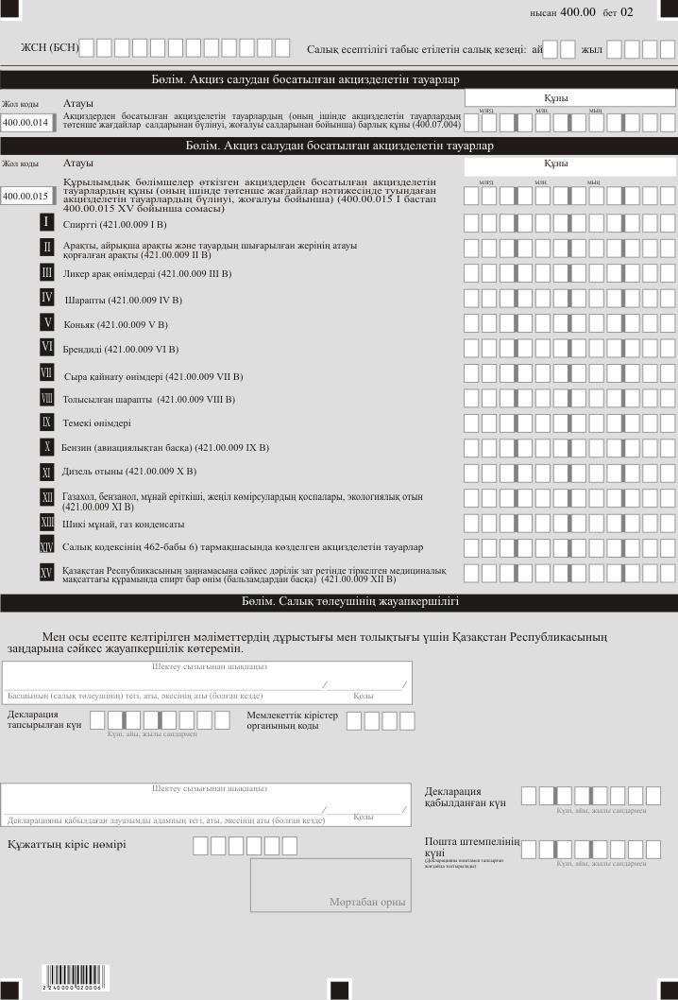 нысан 400.00 бет 02
ЖСН (БСН)
Салық есептілігі табыс етілетін салық кезеңі: ай жыл
Бөлім. Акциз салудан босатылған акцизделетін тауарлар
Жол коды Атауы Құны
млрд. млн. мың
400.00.014 Акциздерден босатылған акцизделетін тауарлардың (оның ішінде акцизделетін тауарлардың
төтенше жағдайлар салдарынан бүлінуі, жоғалуы салдарынан бойынша) барлық құны (400.07.004)
Бөлім. Акциз салудан босатылған акцизделетін тауарлар
Жол коды Атауы Құны
млрд. млн. мың
400.00.015 Құрылымдық бөлімшелер өткізген акциздерден босатылған акцизделетін
тауарлардың құны (оның ішінде төтенше жағдайлар нәтижесінде туындаған
акцизделетін тауарлардың бүлінуі, жоғалуы бойынша) (400.00.015 I бастап
400.00.015 XV бойынша сомасы)
I Спиртті (421.00.009 I B)
II Арақты, айрықша арақты және тауардың шығарылған жерінің атауы
қорғалған арақты (421.00.009 II B)
III Ликер арақ өнімдерді (421.00.009 III B)
IV Шарапты (421.00.009 IV B)
V Коньяк (421.00.009 V B)
VI Брендиді (421.00.009 VI B)
VII Сыра қайнату өнімдері (421.00.009 VII B)
VIII Толысылған шарапты (421.00.009 VIII B)
IX Темекі өнімдері
X Бензин (авиациялықтан басқа) (421.00.009 IX B)
XI Дизель отыны (421.00.009 X B)
XII Газахол, бензанол, мұнай еріткіші, жеңіл көмірсулардың қоспалары, экологиялық отын
(421.00.009 XI B)
XIII Шикі мұнай, газ конденсаты
XIV Салық кодексінің 462-бабы 6) тармақшасында көзделген акцизделетін тауарлар
XV Қазақстан Республикасының заңнамасына сәйкес дәрілік зат ретінде тіркелген медициналық
мақсаттағы құрамында спирт бар өнім (бальзамдардан басқа) (421.00.009 XII B)
Бөлім. Салық төлеушінің жауапкершілігі
Мен осы есепте келтірілген мәліметтердің дұрыстығы мен толықтығы үшін Қазақстан Республикасының
заңдарына сәйкес жауапкершілік көтеремін.
Шектеу сызығынан шықпаңыз
/ /
Басшының (салық төлеушінің) тегі, аты, әкесінің аты (болған кезде) Қолы
Декларация
тапсырылған күн
Күні, айы, жылы сандармен
Мемлекеттік кірістер
органының коды
Шектеу сызығынан шықпаңыз
/ /
Декларацияны қабылдаған лауазымды адамның тегі, аты, әкесінің аты (болған кезде) Қолы
Декларация
қабылданған күн
Күні, айы, жылы сандармен
Құжаттың кіріс нөмірі
Пошта штемпелінің
күні
(Декларацияны поштамен тапсырған
жағдайда толтырылады)
Күні, айы, жылы сандармен
Мөртабан орны
2 240000 020006